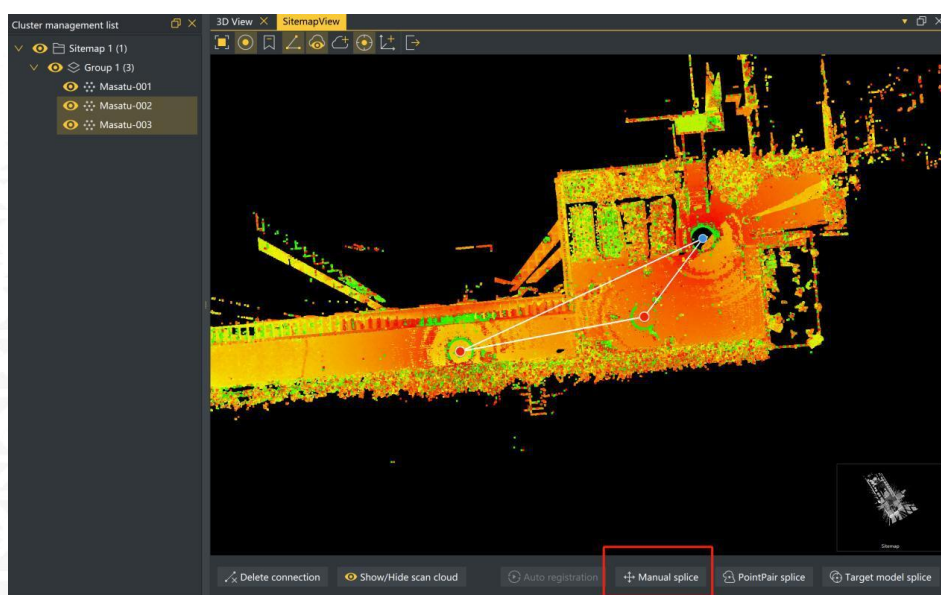 Cluster management list
Sitemap 1 (1)
Group 1 (3)
Masatu-001
Masatu-002
Masatu-003
3D View SitemapView
Sitemap
Delete connection Show/Hide scan cloud Auto registration Manual splice PointPair splice Target model splice